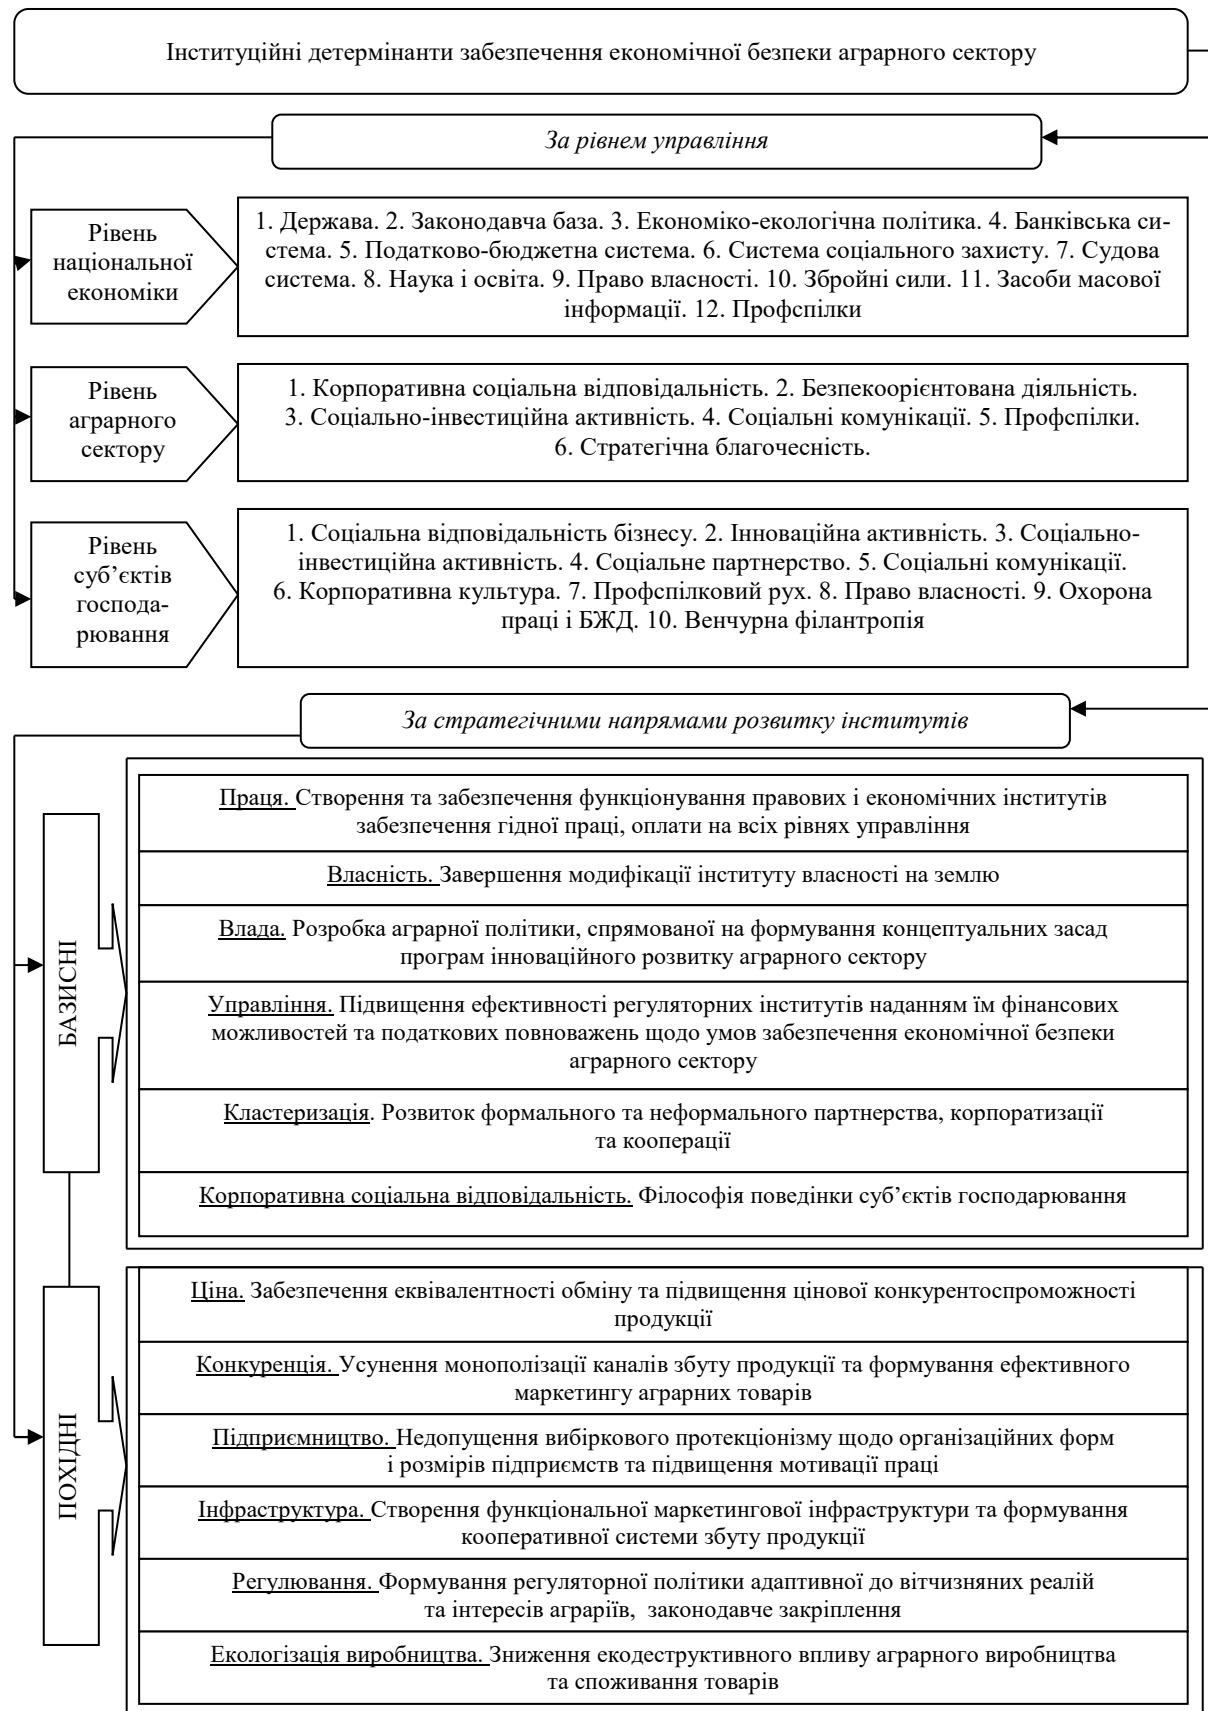 Інституційні детермінанти забезпечення економічної безпеки аграрного сектору
За рівнем управління
Рівень
національної
економіки
1. Держава. 2. Законодавча база. 3. Економіко-екологічна політика. 4. Банківська си-
стема. 5. Податково-бюджетна система. 6. Система соціального захисту. 7. Судова
система. 8. Наука і освіта. 9. Право власності. 10. Збройні сили. 11. Засоби масової
інформації. 12. Профспілки
Рівень
аграрного
сектору
1. Корпоративна соціальна відповідальність. 2. Безпекоорієнтована діяльність.
3. Соціально-інвестиційна активність. 4. Соціальні комунікації. 5. Профспілки.
6. Стратегічна благочесність.
Рівень
суб’єктів
господа-
рювання
1. Соціальна відповідальність бізнесу. 2. Інноваційна активність. 3. Соціально-
інвестиційна активність. 4. Соціальне партнерство. 5. Соціальні комунікації.
6. Корпоративна культура. 7. Профспілковий рух. 8. Право власності. 9. Охорона
праці і БЖД. 10. Венчурна філантропія
За стратегічними напрямами розвитку інститутів
БАЗИСНІ
Праця. Створення та забезпечення функціонування правових і економічних інститутів
забезпечення гідної праці, оплати на всіх рівнях управління
Власність. Завершення модифікації інституту власності на землю
Влада. Розробка аграрної політики, спрямованої на формування концептуальних засад
програм інноваційного розвитку аграрного сектору
Управління. Підвищення ефективності регуляторних інститутів наданням їм фінансових
можливостей та податкових повноважень щодо умов забезпечення економічної безпеки
аграрного сектору
Кластеризація. Розвиток формального та неформального партнерства, корпоратизації
та кооперації
Корпоративна соціальна відповідальність. Філософія поведінки суб’єктів господарювання
ПОХІДНІ
Ціна. Забезпечення еквівалентності обміну та підвищення цінової конкурентоспроможності
продукції
Конкуренція. Усунення монополізації каналів збуту продукції та формування ефективного
маркетингу аграрних товарів
Підприємництво. Недопущення вибіркового протекціонізму щодо організаційних форм
і розмірів підприємств та підвищення мотивації праці
Інфраструктура. Створення функціональної маркетингової інфраструктури та формування
кооперативної системи збуту продукції
Регулювання. Формування регуляторної політики адаптивної до вітчизняних реалій
та інтересів аграріїв, законодавче закріплення
Екологізація виробництва. Зниження екодеструктивного впливу аграрного виробництва
та споживання товарів